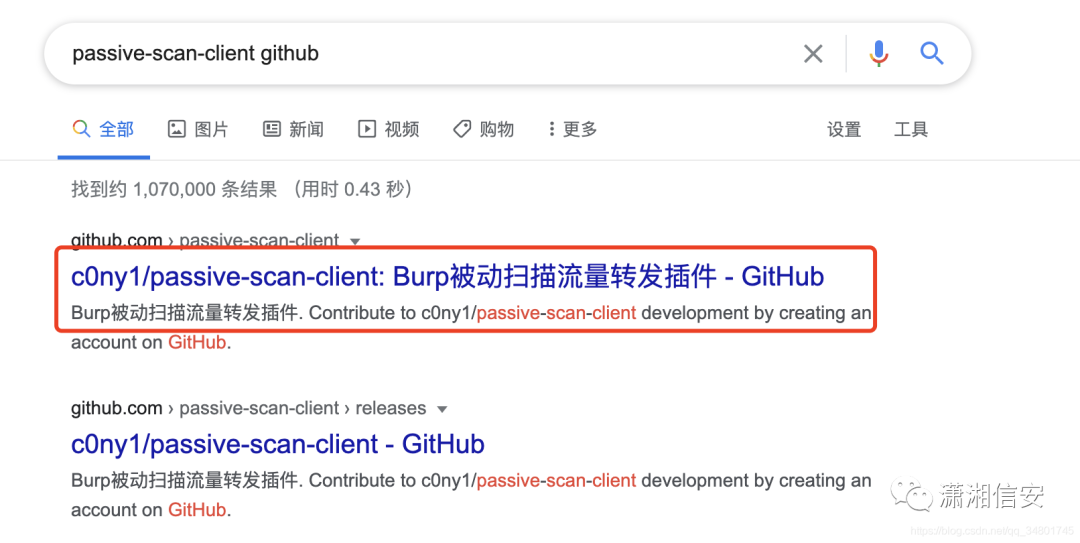 passive-scan-client github
全部 图片 新闻 视频 购物 更多 设置 工具
找到约 1,070,000 条结果 （用时 0.43 秒）
github.com › passive-scan-client
c0ny1/passive-scan-client: Burp被动扫描流量转发插件 - GitHub
Burp被动扫描流量转发插件. Contribute to c0ny1/passive-scan-client development by creating an
account on GitHub.
github.com › passive-scan-client › releases
c0ny1/passive-scan-client - GitHub
Burp被动扫描流量转发插件. Contribute to c0ny1/passive-scan-client development by creating an
account on GitHub.
潇湘信安
https://blog.csdn.net/qq_34801745